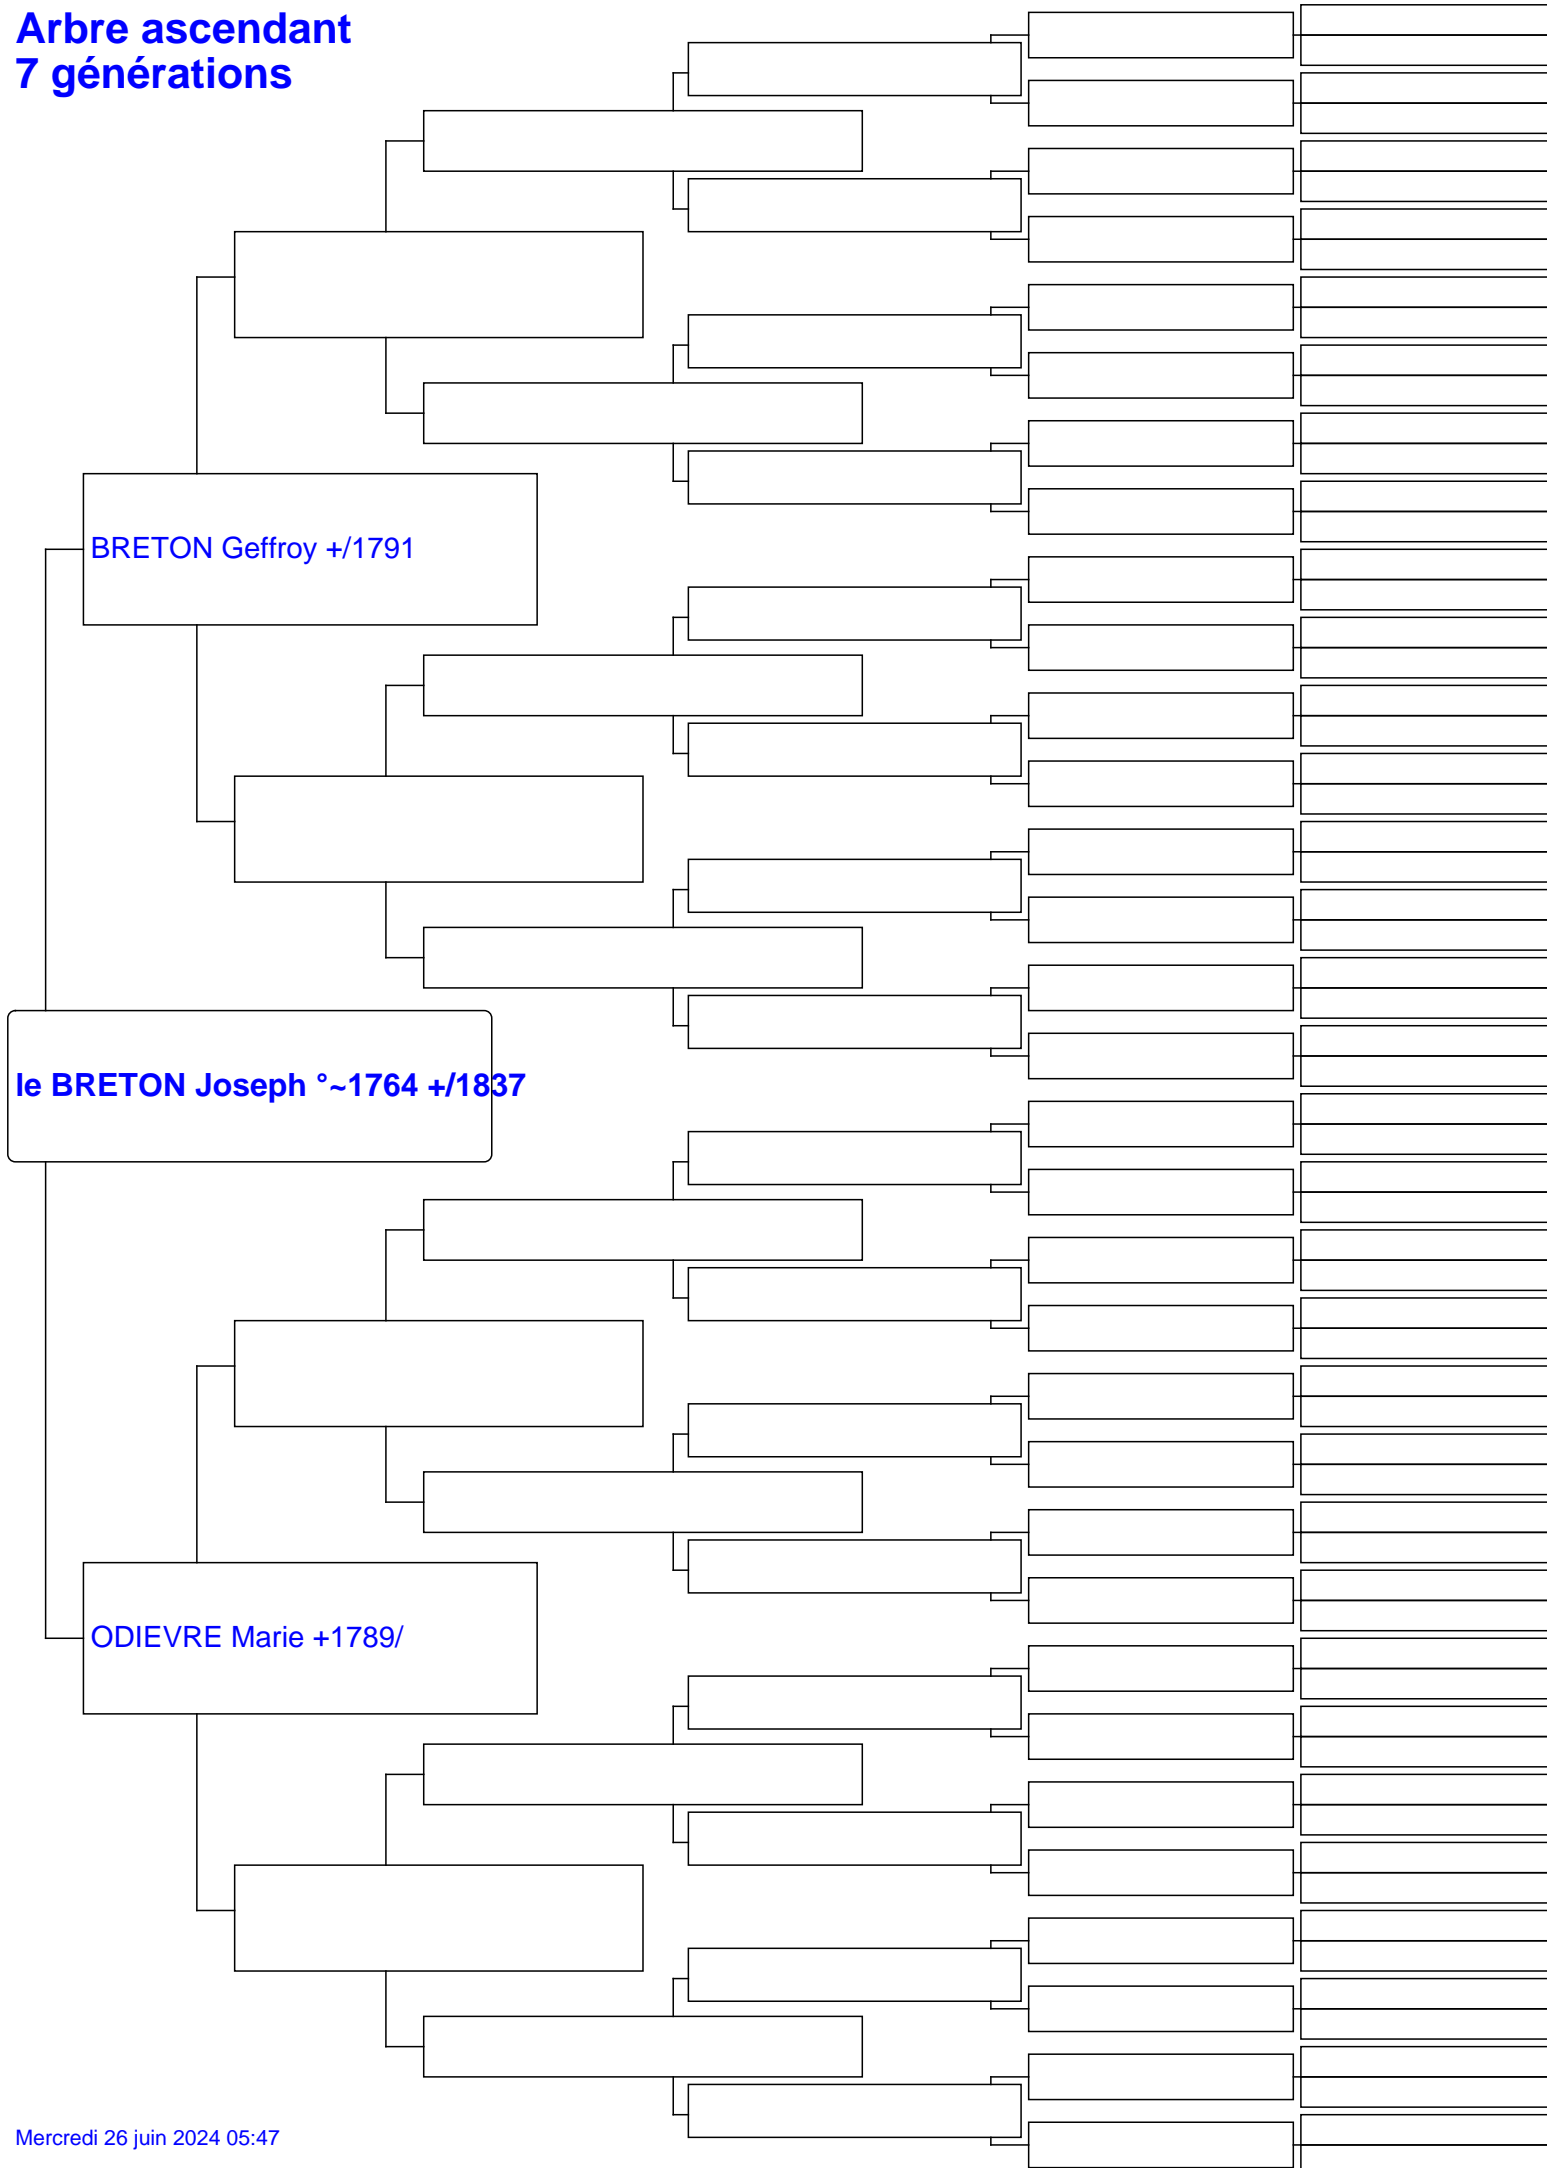 Arbre ascendant
7 générations
BRETON Geffroy +/1791
le BRETON Joseph °~1764 +/1837
ODIEVRE Marie +1789/
Mercredi 26 juin 2024 05:47